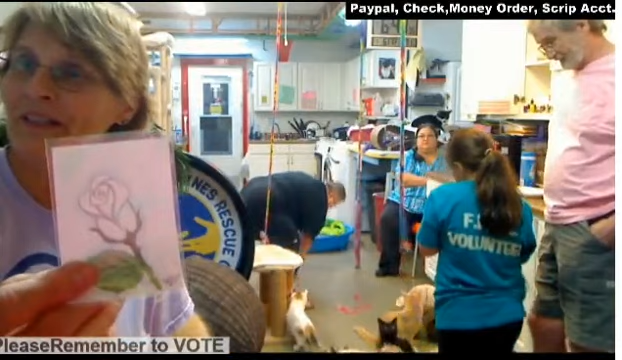 Paypal, Check,Money Order, Scrip Acct.
NES RESCUE C
F.
VOLUNTEER
PleaseRemember to VOTE